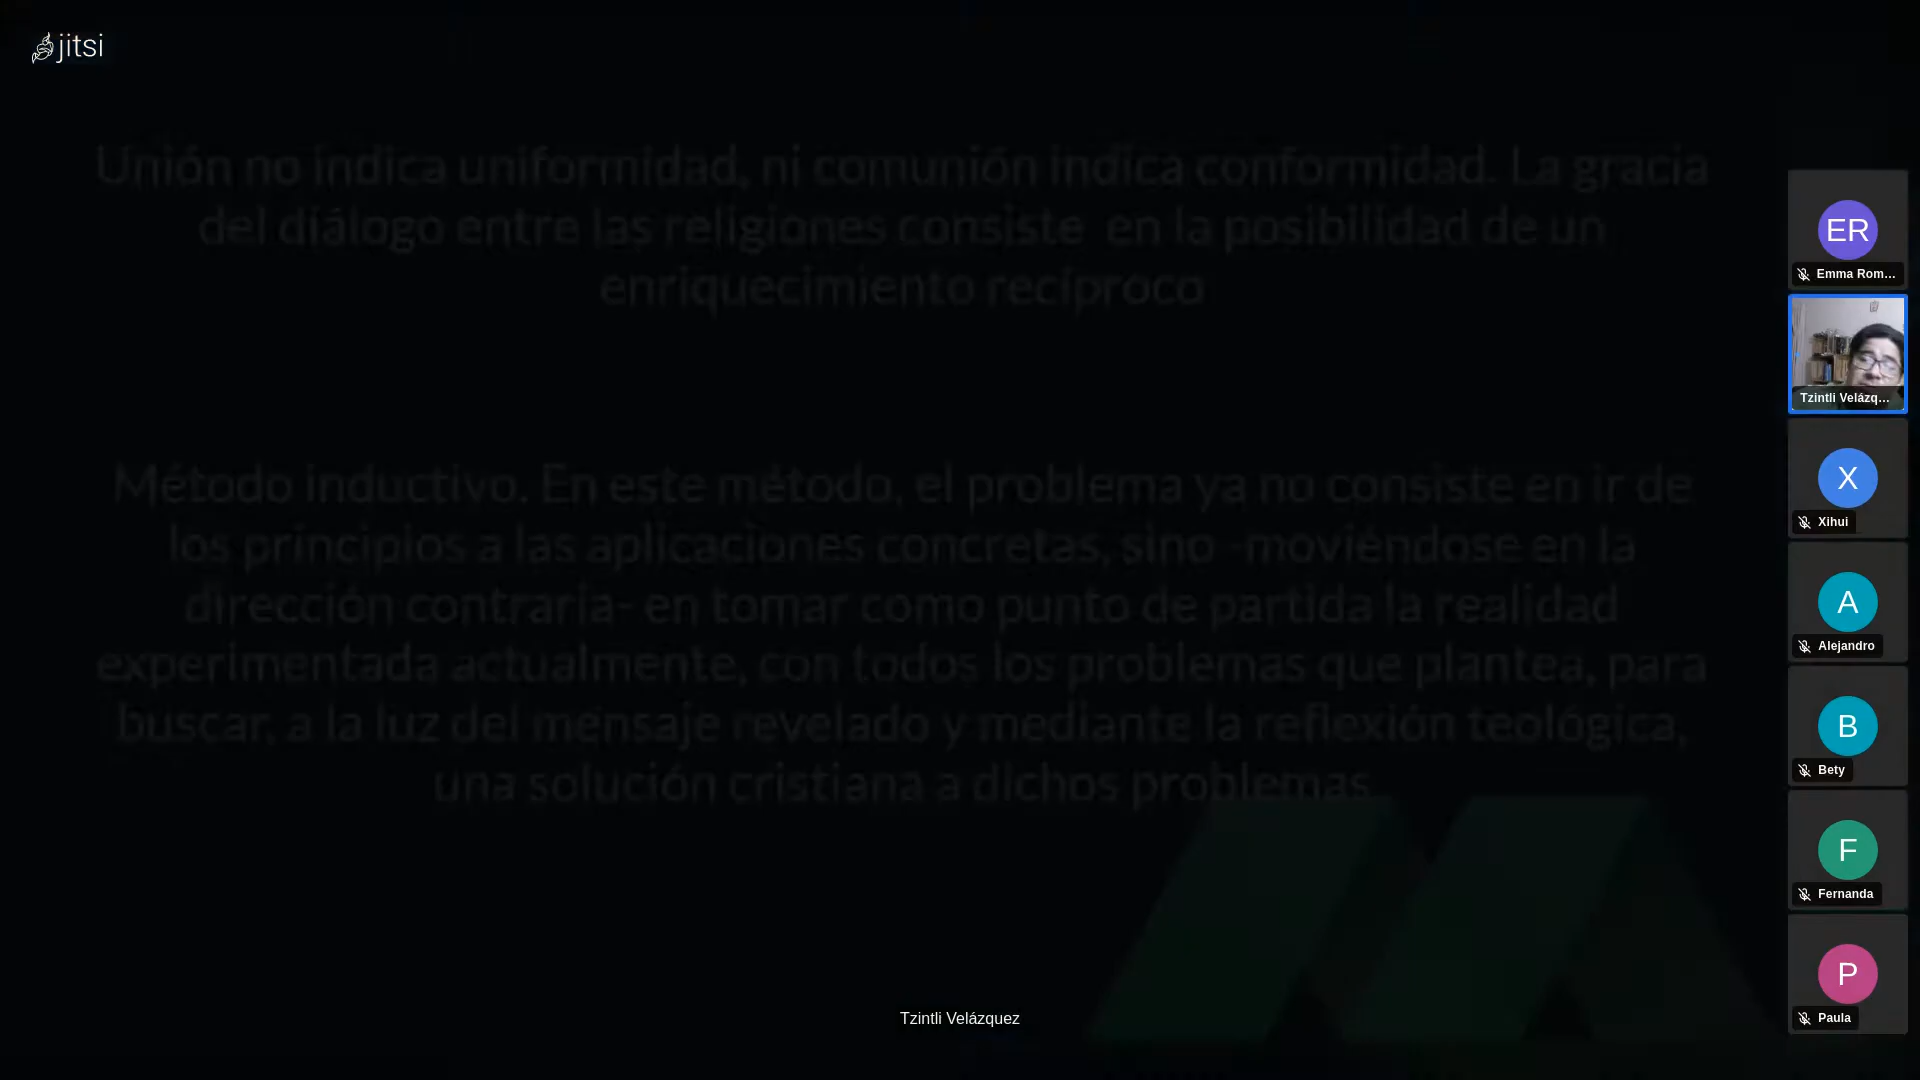 jitsi
Unión no indica uniformidad, ni comunión indica conformidad. La gracia
del diálogo entre las religiones consiste en la posibilidad de un
enriquecimiento recíproco
Método inductivo. En este método, el problema ya no consiste en ir de
los principios a las aplicaciones concretas, sino -moviéndose en la
dirección contraria- en tomar como punto de partida la realidad
experimentada actualmente, con todos los problemas que plantea, para
buscar, a la luz del mensaje revelado y mediante la reflexión teológica,
una solución cristiana a dichos problemas
Tzintli Velázquez
ER
Emma Rom...
Tzintli Velázq...
X
Xihui
A
Alejandro
B
Bety
F
Fernanda
P
Paula